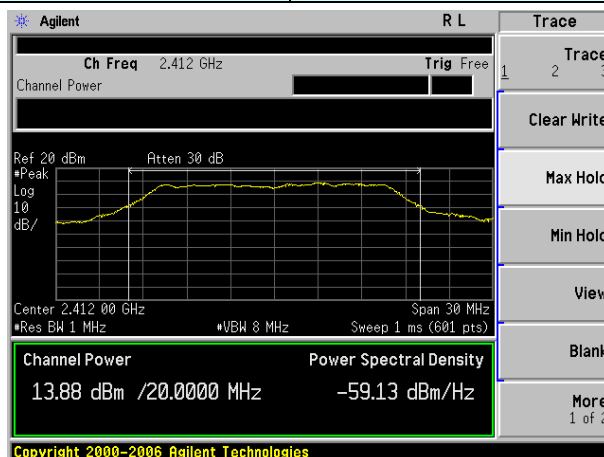 Agilent R L Trace
Ch Freq 2.412 GHz Trig Free
Channel Power
Trace
1 2 3
Clear Write
Max Hold
Min Hold
View
Blank
More
1 of 2
Ref 20 dBm Atten 30 dB
#Peak
Log
10
dB/
Center 2.412 00 GHz Span 30 MHz
#Res BW 1 MHz #VBW 8 MHz Sweep 1 ms (601 pts)
Channel Power Power Spectral Density
13.88 dBm /20.0000 MHz -59.13 dBm/Hz
Copyright 2000-2006 Agilent Technologies